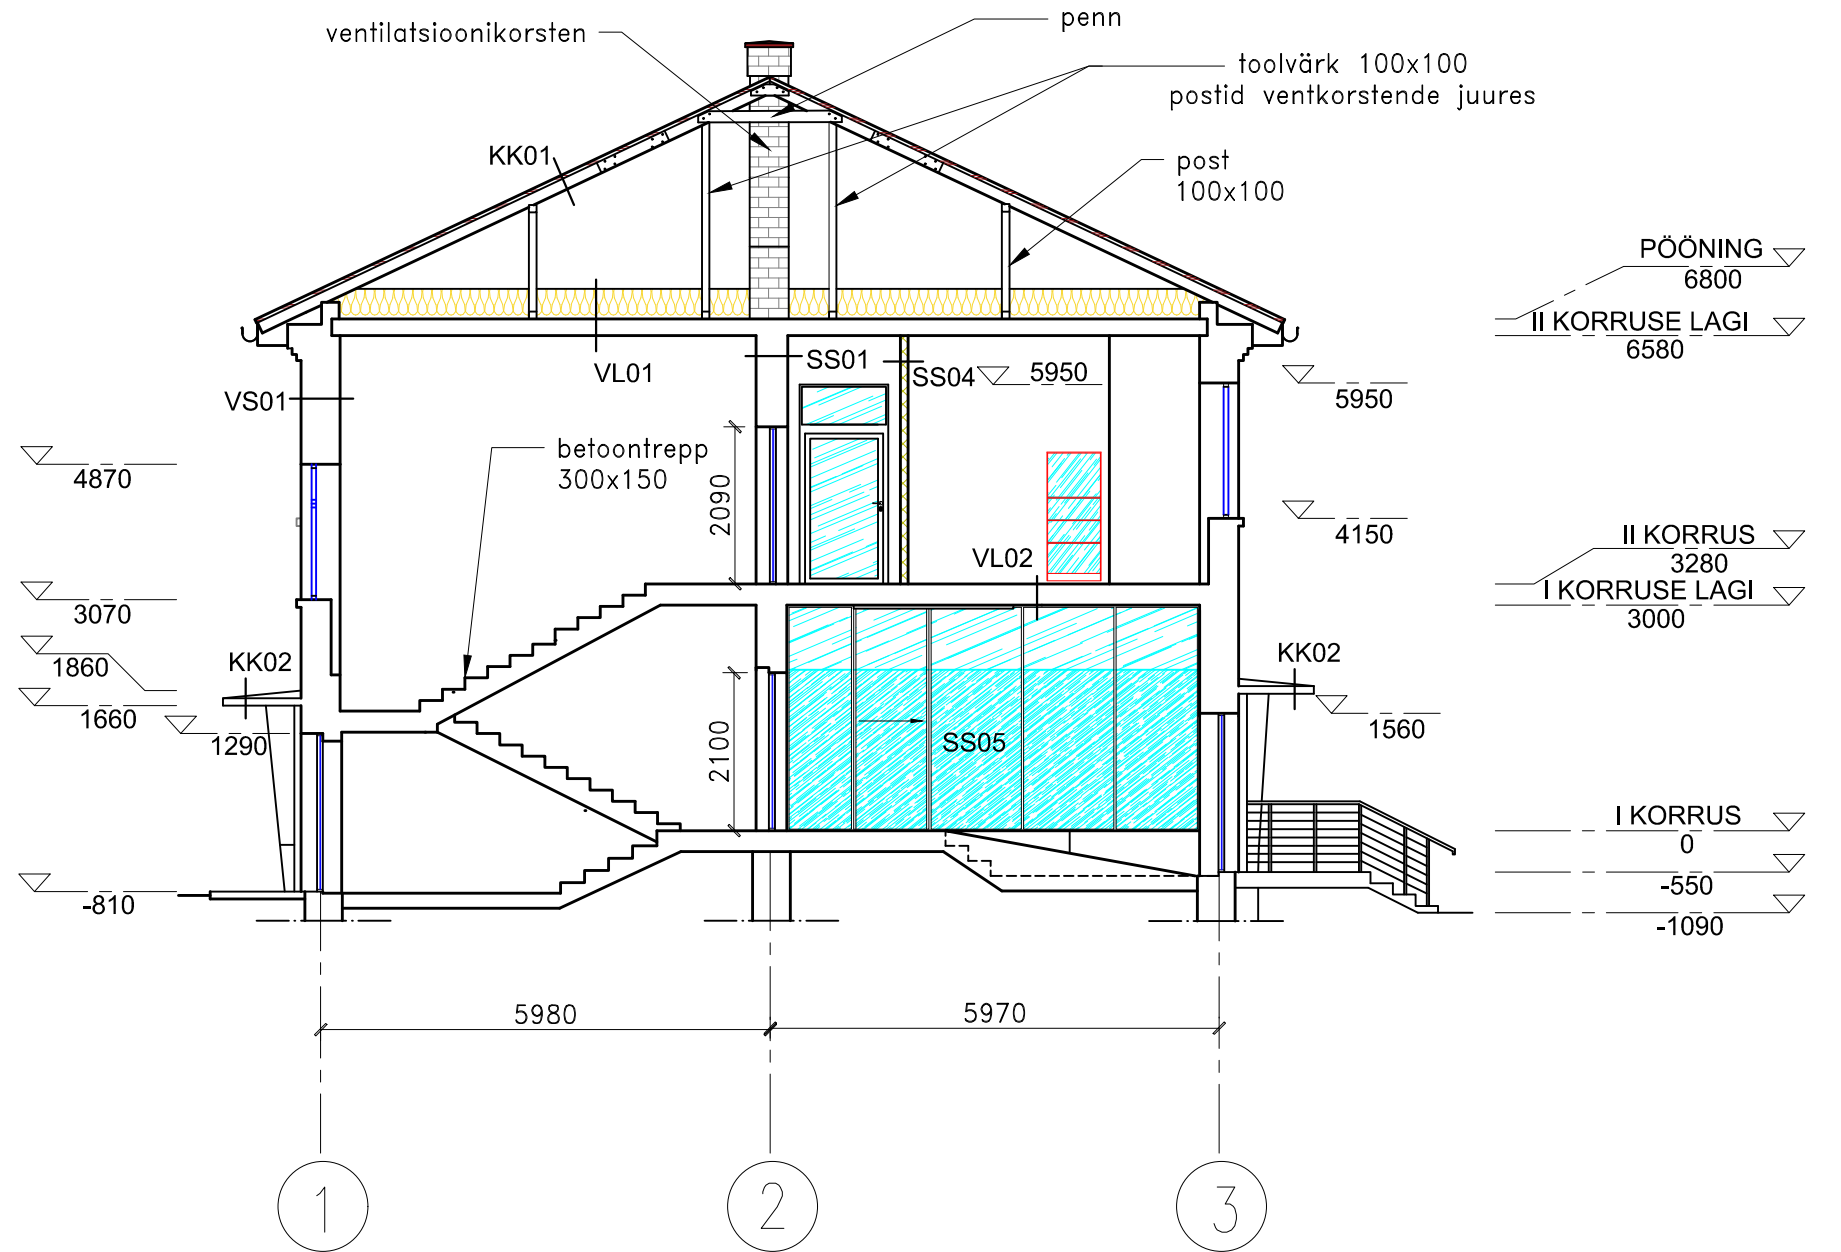 ventilatsioonikorsten
penn
toolvärk 100x100
postid ventkorstende juures
KK01
post
100x100
PÖÖNING
6800
II KORRUSE LAGI
6580
VL01
SS01
SS04
5950
5950
VS01
betoontrepp
300x150
4870
2090
4150
VL02
II KORRUS
3280
I KORRUSE LAGI
3000
3070
1860
KK02
KK02
1660
1290
1560
2100
SS05
I KORRUS
0
-550
-810
-1090
5980
5970
1
2
3